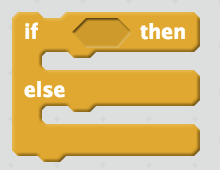 if then
else